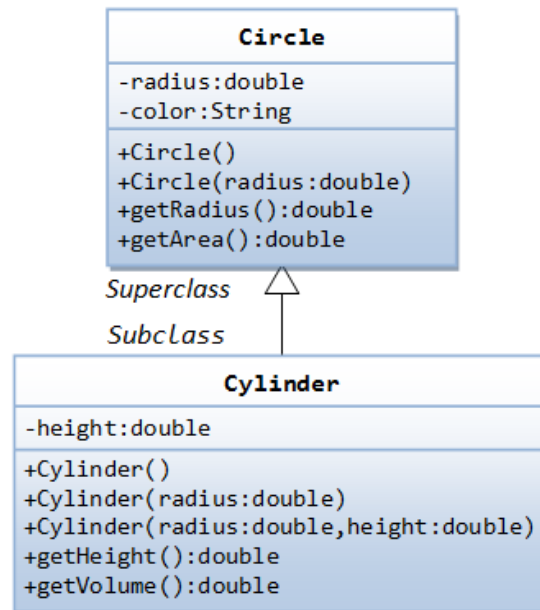 Circle
-radius:double
-color:String
+Circle()
+Circle(radius:double)
+getRadius():double
+getArea():double
Superclass
Subclass
Cylinder
-height:double
+Cylinder()
+Cylinder(radius:double)
+Cylinder(radius:double,height:double)
+getHeight():double
+getVolume():double